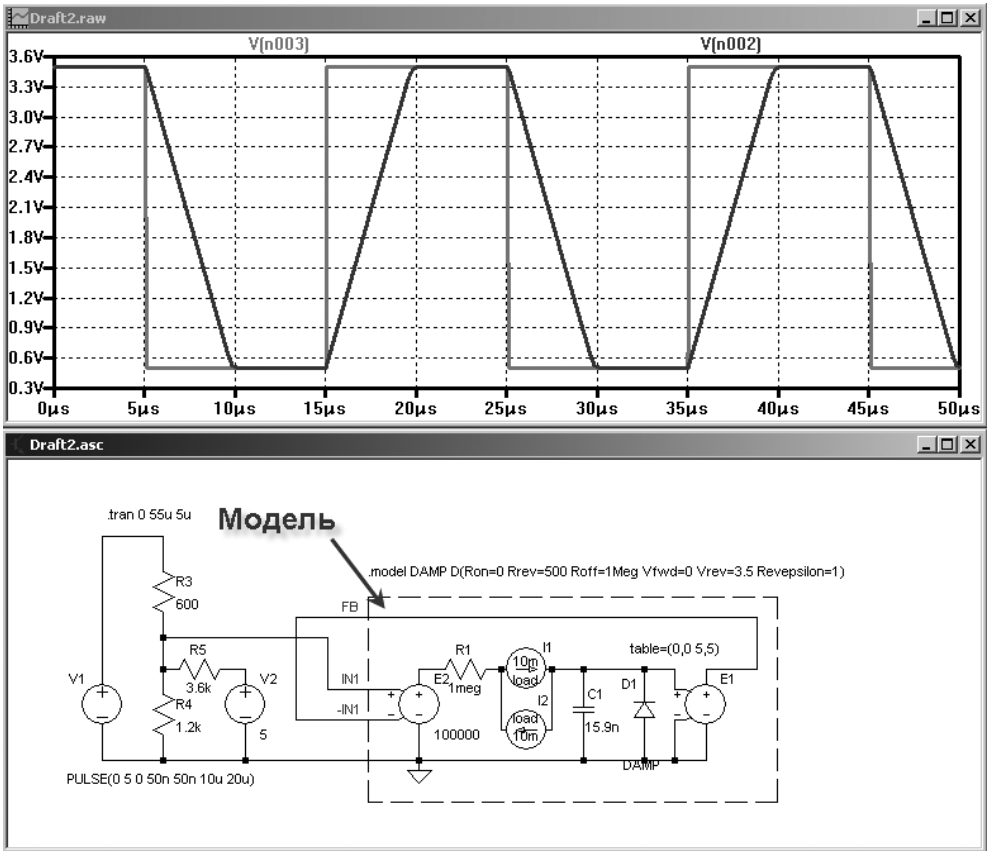 Draft2.raw
V(n003) V(n002)
3.6V
3.3V
3.0V
2.7V
2.4V
2.1V
1.8V
1.5V
1.2V
0.9V
0.6V
0.3V
0µs 5µs 10µs 15µs 20µs 25µs 30µs 35µs 40µs 45µs 50µs
Draft2.asc
.tran 0 55u 5u
Модель
.model DAMP D(Ron=0 Rrev=500 Roff=1Meg Vfwd=0 Vrev=3.5 Revepsilon=1)
R3
600
FB
R5
3.6k
V1
V2
R4
1.2k
5
IN1
-IN1
E2
100000
R1
1meg
I1
10m
load
I2
load
10m
C1
15.9n
D1
DAMP
table=(0,0 5,5)
E1
PULSE(0 5 0 50n 50n 10u 20u)